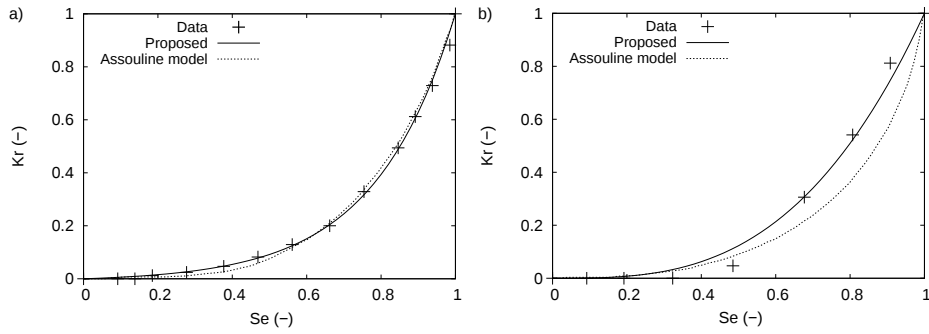 a)
Data
Proposed
Assouline model
Kr (−)
1
0.8
0.6
0.4
0.2
0
0 0.2 0.4 0.6 0.8 1
Se (−)
b)
Data
Proposed
Assouline model
Kr (−)
1
0.8
0.6
0.4
0.2
0
0 0.2 0.4 0.6 0.8 1
Se (−)